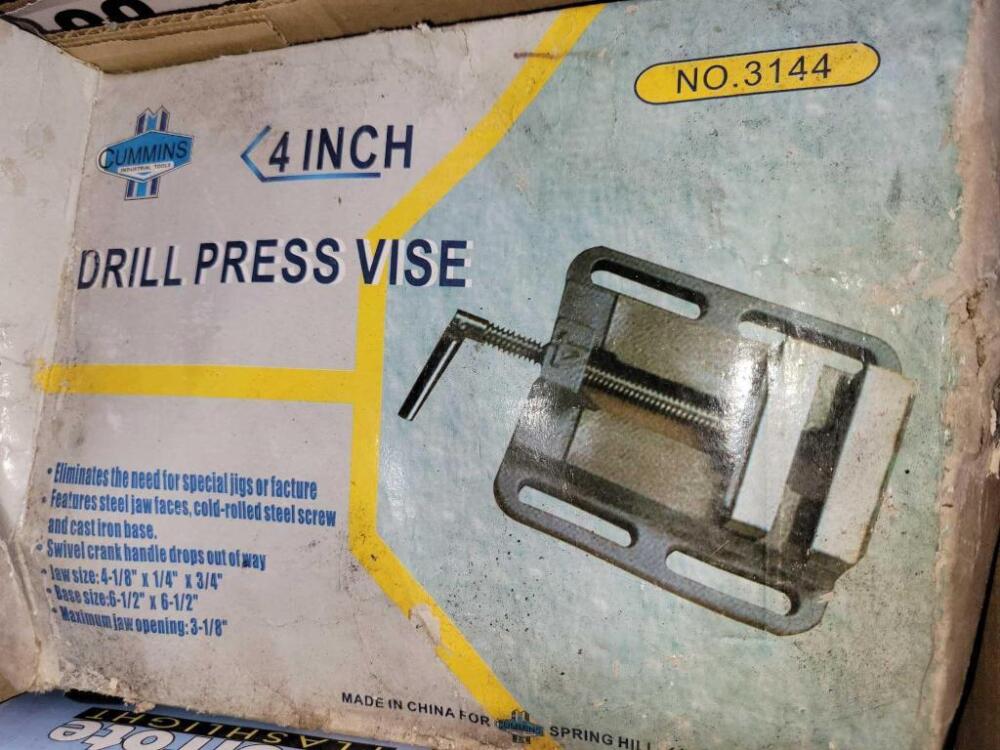 NO.3144
CUMMINS
INDUSTRIAL TOOLS
4 INCH
DRILL PRESS VISE
• Eliminates the need for special jigs or facture
• Features steel jaw faces, cold-rolled steel screw
and cast iron base.
• Swivel crank handle drops out of way
• Jaw size: 4-1/8" x 1/4" x 3/4"
• Base size: 6-1/2" x 6-1/2"
• Maximum jaw opening: 3-1/8"
MADE IN CHINA FOR CUMMINS SPRING HILL
FLASHLIGHT